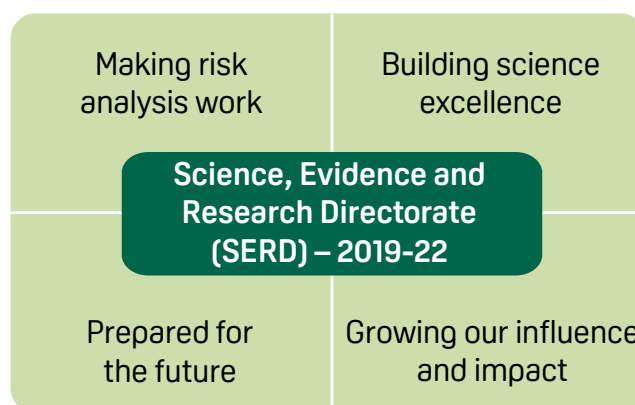 Making risk
analysis work
Building science
excellence
Science, Evidence and
Research Directorate
(SERD) – 2019-22
Prepared for
the future
Growing our influence
and impact